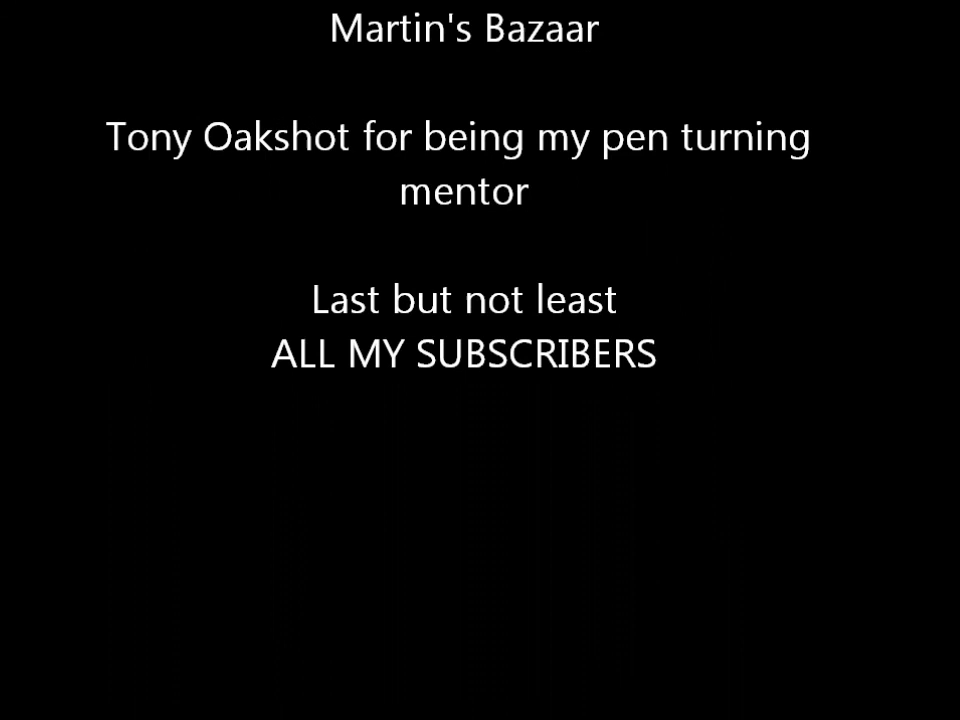 Martin's Bazaar
Tony Oakshot for being my pen turning
mentor
Last but not least
ALL MY SUBSCRIBERS